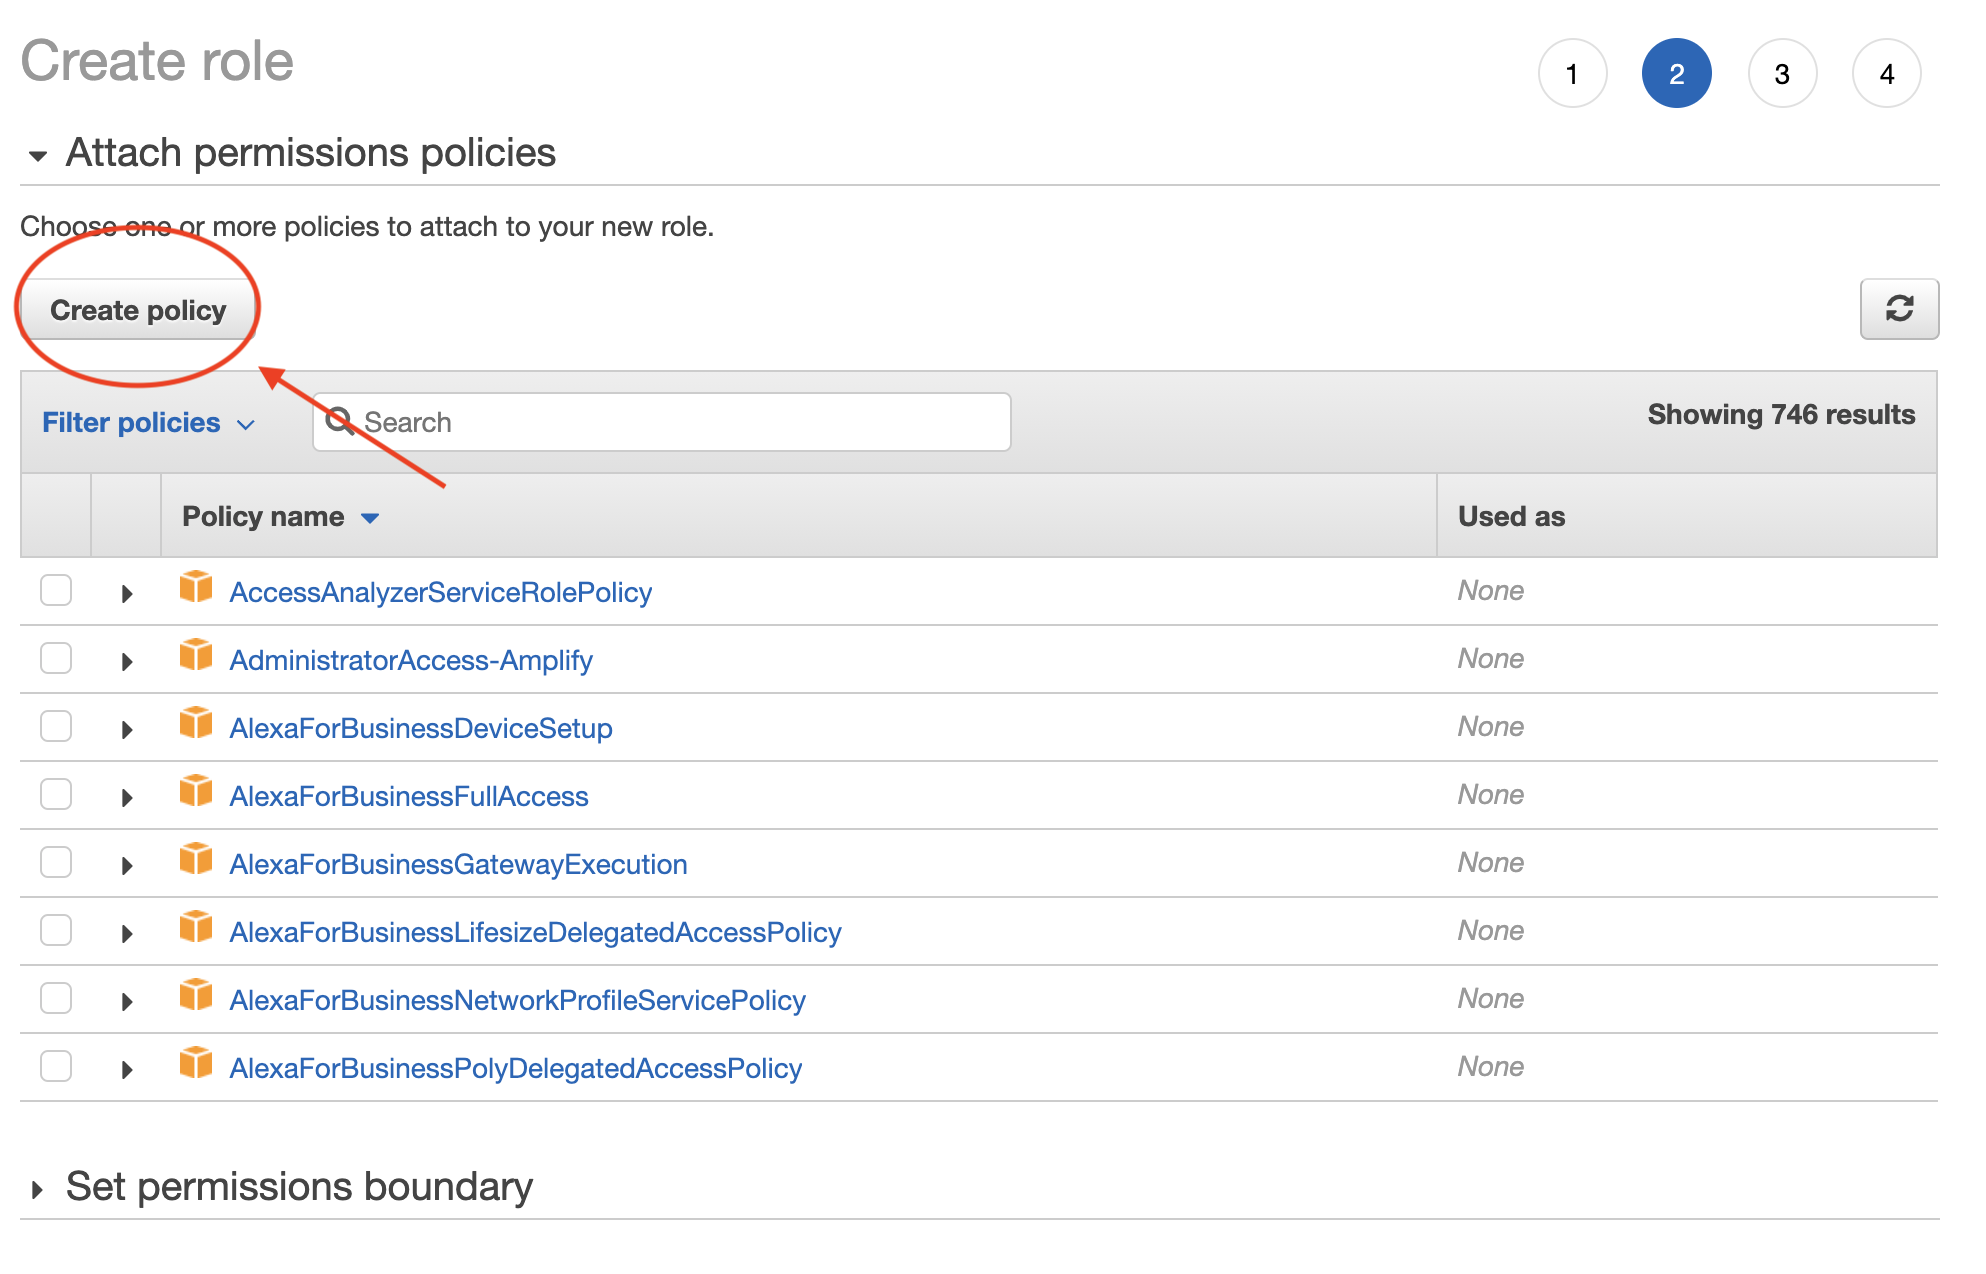 Create role
1 2 3 4
Attach permissions policies
Choose one or more policies to attach to your new role.
Create policy
Filter policies Search Showing 746 results
Policy name Used as
AccessAnalyzerServiceRolePolicy None
AdministratorAccess-Amplify None
AlexaForBusinessDeviceSetup None
AlexaForBusinessFullAccess None
AlexaForBusinessGatewayExecution None
AlexaForBusinessLifesizeDelegatedAccessPolicy None
AlexaForBusinessNetworkProfileServicePolicy None
AlexaForBusinessPolyDelegatedAccessPolicy None
Set permissions boundary